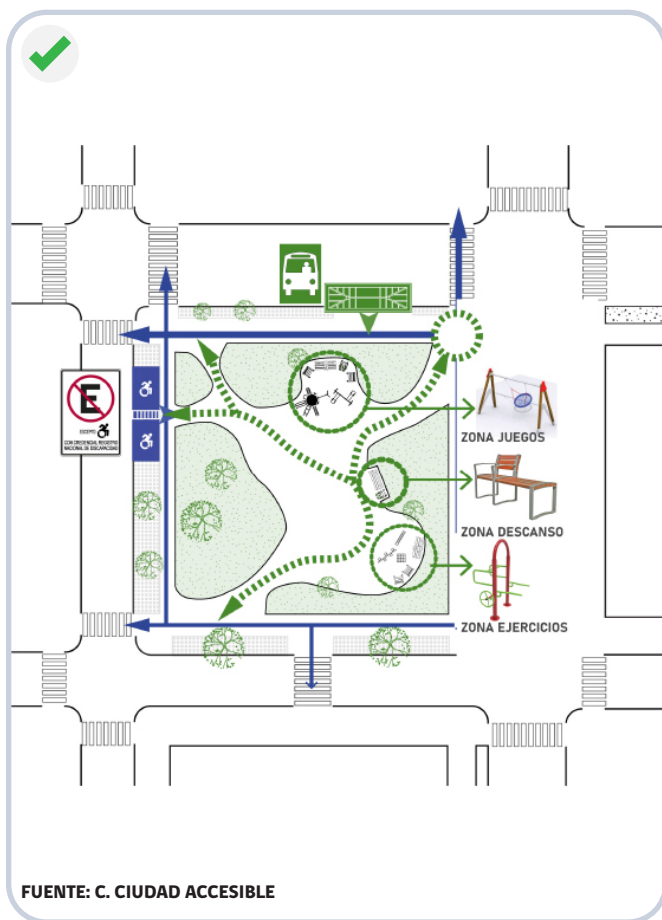 E
EXCEPTO
CON CREDENCIAL REGISTRO
NACIONAL DE DISCAPACIDAD
ZONA JUEGOS
ZONA DESCANSO
ZONA EJERCICIOS
FUENTE: C. CIUDAD ACCESIBLE